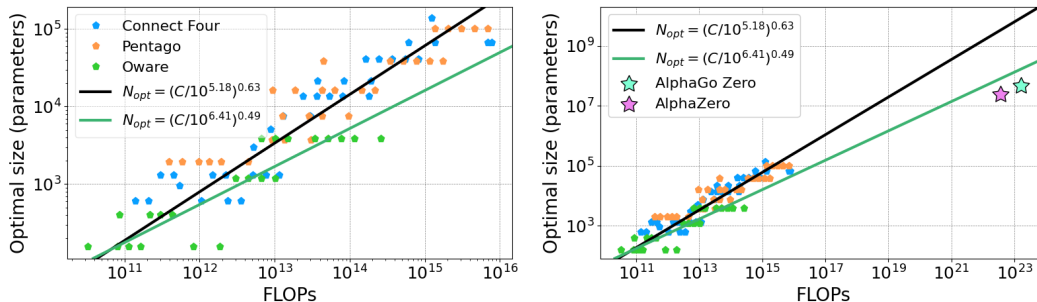 Optimal size (parameters)
10^5
10^4
10^3
Connect Four
Pentago
Oware
N_opt = (C/10^5.18)^0.63
N_opt = (C/10^6.41)^0.49
10^11 10^12 10^13 10^14 10^15 10^16
FLOPs
Optimal size (parameters)
10^9
10^7
10^5
10^3
N_opt = (C/10^5.18)^0.63
N_opt = (C/10^6.41)^0.49
AlphaGo Zero
AlphaZero
10^11 10^13 10^15 10^17 10^19 10^21 10^23
FLOPs